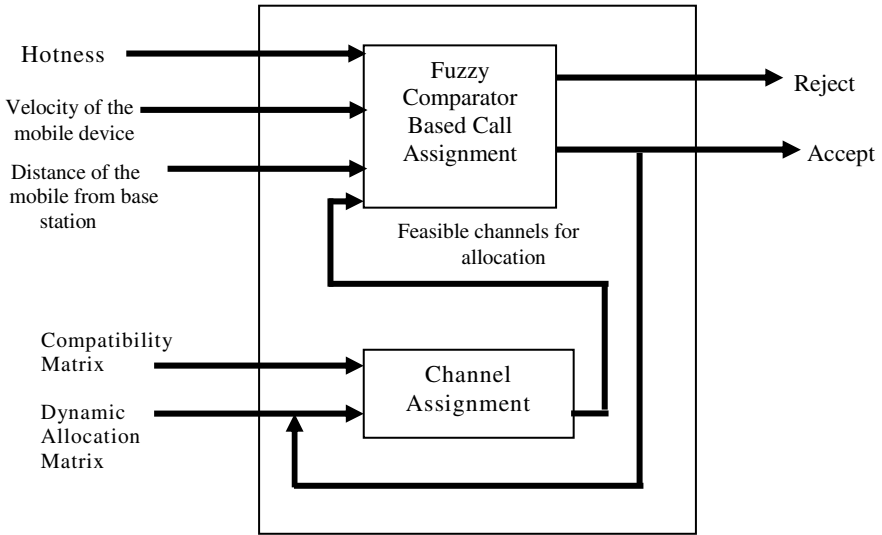 Hotness
Velocity of the
mobile device
Distance of the
mobile from base
station
Fuzzy
Comparator
Based Call
Assignment
Reject
Accept
Feasible channels for
allocation
Compatibility
Matrix
Dynamic
Allocation
Matrix
Channel
Assignment